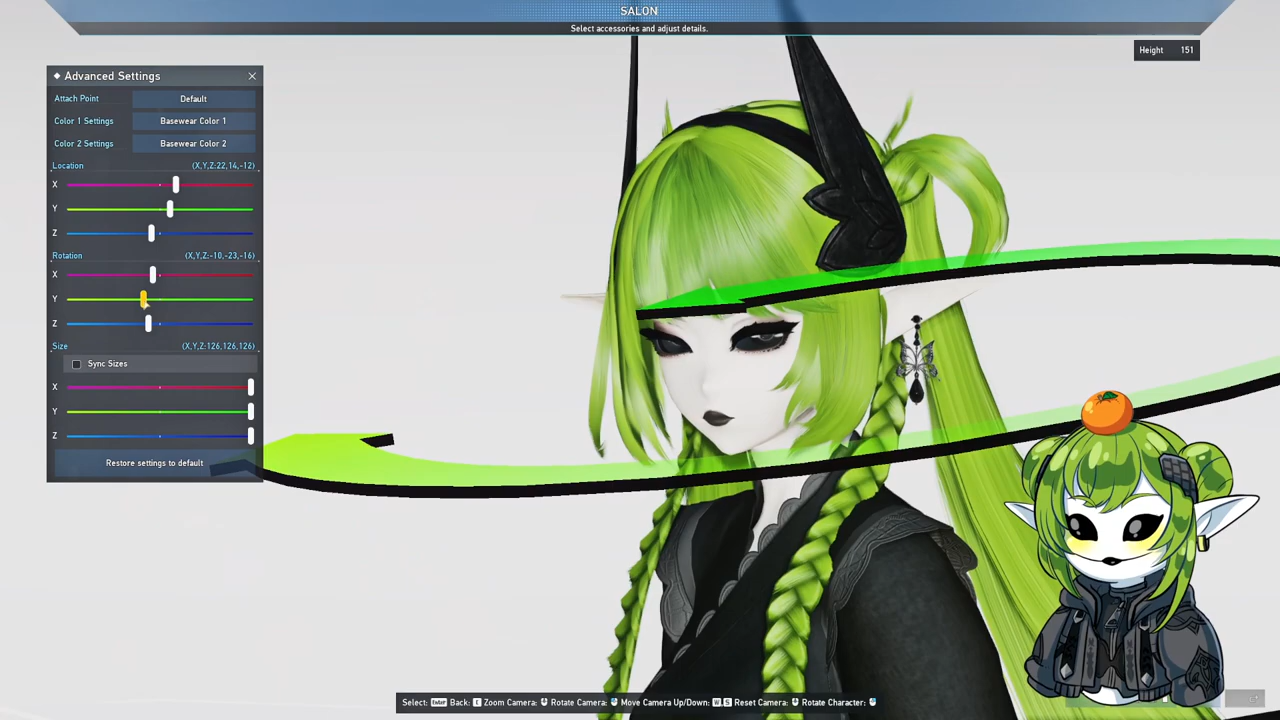 SALON
Select accessories and adjust details.
Height 151
Advanced Settings
Attach Point Default
Color 1 Settings Basewear Color 1
Color 2 Settings Basewear Color 2
Location (X,Y,Z:22,14,-12)
X
Y
Z
Rotation (X,Y,Z:-10,-23,-16)
X
Y
Z
Size (X,Y,Z:126,126,126)
Sync Sizes
X
Y
Z
Restore settings to default
Select: Enter Back: E Zoom Camera: Rotate Camera: Move Camera Up/Down: W,S Reset Camera: Rotate Character: